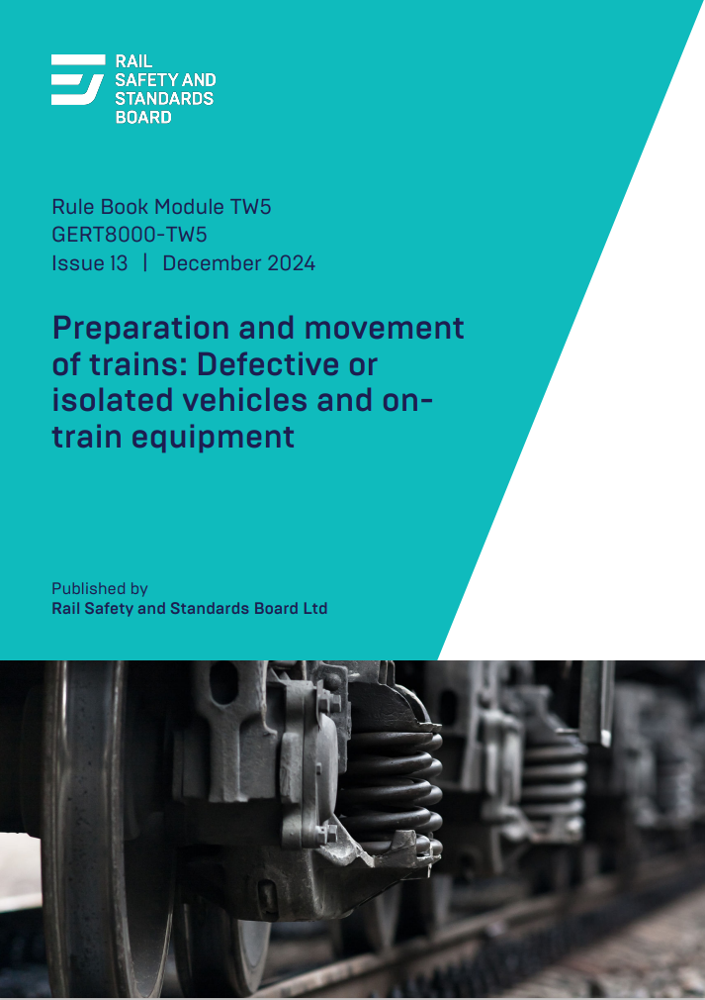 RAIL
SAFETY AND
STANDARDS
BOARD
Rule Book Module TW5
GERT8000-TW5
Issue 13 | December 2024
Preparation and movement
of trains: Defective or
isolated vehicles and on-
train equipment
Published by
Rail Safety and Standards Board Ltd